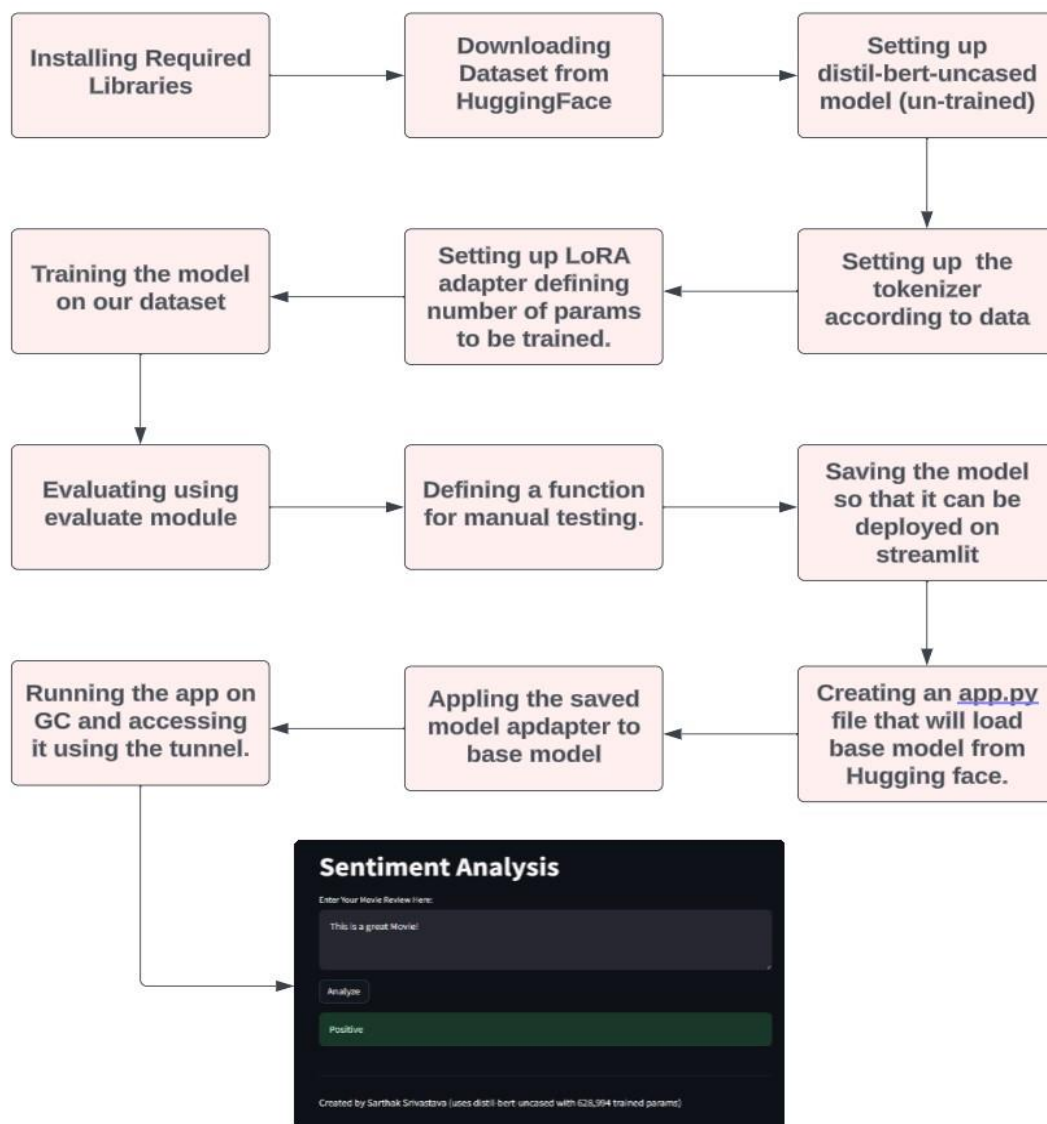 Installing Required
Libraries
Downloading
Dataset from
HuggingFace
Setting up
distil-bert-uncased
model (un-trained)
Setting up the
tokenizer
according to data
Setting up LoRA
adapter defining
number of params
to be trained.
Training the model
on our dataset
Evaluating using
evaluate module
Defining a function
for manual testing.
Saving the model
so that it can be
deployed on
streamlit
Creating an app.py
file that will load
base model from
Hugging face.
Appling the saved
model apdapter to
base model
Running the app on
GC and accessing
it using the tunnel.
Sentiment Analysis
Enter Your Movie Review Here:
This is a great Movie!
Analyze
Positive
Created by Sarthak Srivastava (uses distil-bert uncased with 628,994 trained params)